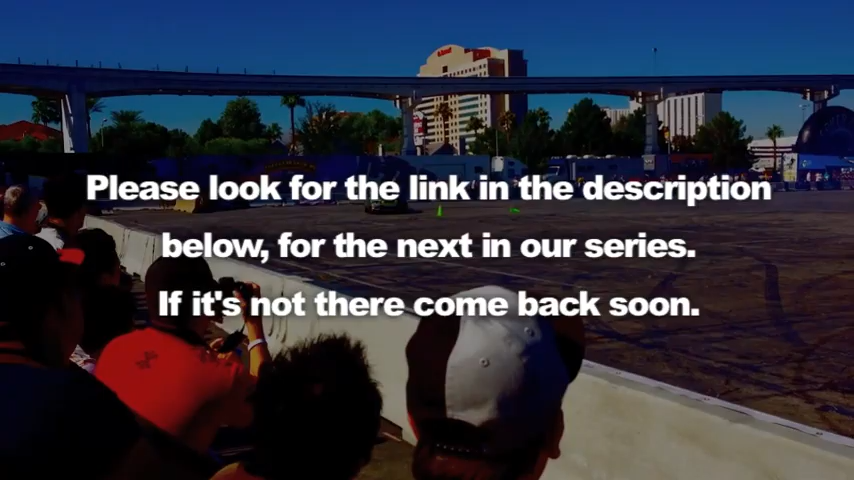 Please look for the link in the description
below, for the next in our series.
If it's not there come back soon.